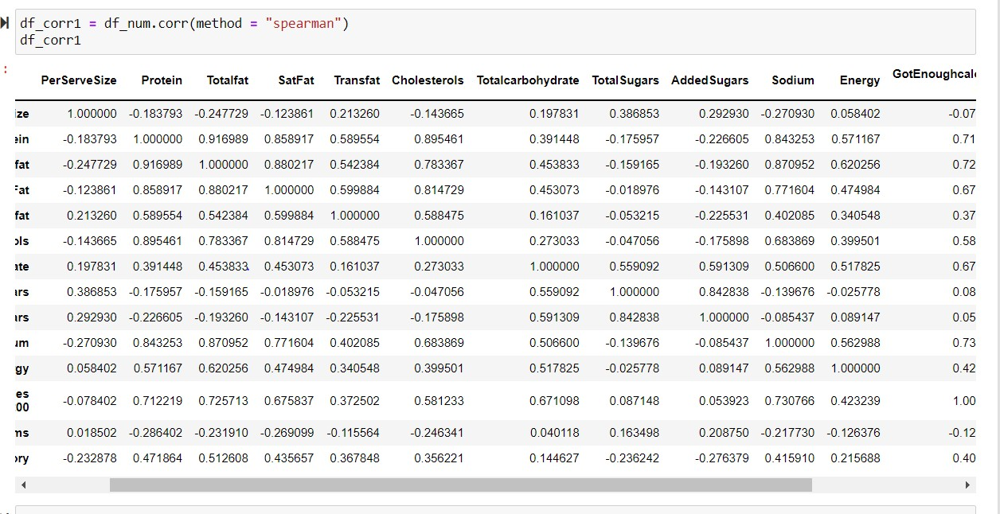 df_corr1 = df_num.corr(method = "spearman")
df_corr1
:
PerServeSize Protein Totalfat SatFat Transfat Cholesterols Totalcarbohydrate TotalSugars AddedSugars Sodium Energy GotEnoughcal
ize 1.000000 -0.183793 -0.247729 -0.123861 0.213260 -0.143665 0.197831 0.386853 0.292930 -0.270930 0.058402 -0.07
ein -0.183793 1.000000 0.916989 0.858917 0.589554 0.895461 0.391448 -0.175957 -0.226605 0.843253 0.571167 0.71
fat -0.247729 0.916989 1.000000 0.880217 0.542384 0.783367 0.453833 -0.159165 -0.193260 0.870952 0.620256 0.72
Fat -0.123861 0.858917 0.880217 1.000000 0.599884 0.814729 0.453073 -0.018976 -0.143107 0.771604 0.474984 0.67
fat 0.213260 0.589554 0.542384 0.599884 1.000000 0.588475 0.161037 -0.053215 -0.225531 0.402085 0.340548 0.37
ols -0.143665 0.895461 0.783367 0.814729 0.588475 1.000000 0.273033 -0.047056 -0.175898 0.683869 0.399501 0.58
ate 0.197831 0.391448 0.453833 0.453073 0.161037 0.273033 1.000000 0.559092 0.591309 0.506600 0.517825 0.67
ars 0.386853 -0.175957 -0.159165 -0.018976 -0.053215 -0.047056 0.559092 1.000000 0.842838 -0.139676 -0.025778 0.08
ars 0.292930 -0.226605 -0.193260 -0.143107 -0.225531 -0.175898 0.591309 0.842838 1.000000 -0.085437 0.089147 0.05
um -0.270930 0.843253 0.870952 0.771604 0.402085 0.683869 0.506600 -0.139676 -0.085437 1.000000 0.562988 0.73
gy 0.058402 0.571167 0.620256 0.474984 0.340548 0.399501 0.517825 -0.025778 0.089147 0.562988 1.000000 0.42
es
00 -0.078402 0.712219 0.725713 0.675837 0.372502 0.581233 0.671098 0.087148 0.053923 0.730766 0.423239 1.00
ms 0.018502 -0.286402 -0.231910 -0.269099 -0.115564 -0.246341 0.040118 0.163498 0.208750 -0.217730 -0.126376 -0.12
ory -0.232878 0.471864 0.512608 0.435657 0.367848 0.356221 0.144627 -0.236242 -0.276379 0.415910 0.215688 0.40